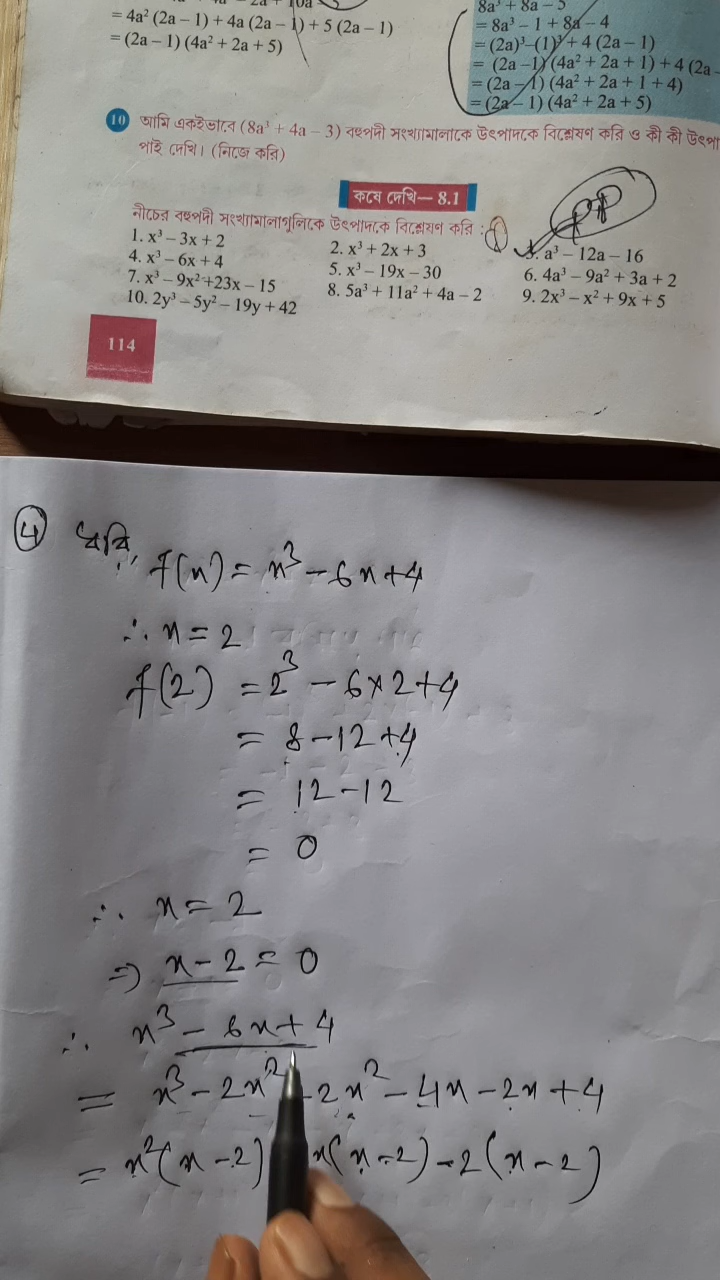 = 4a² (2a – 1) + 4a (2a – 1) + 5 (2a – 1)
= (2a – 1) (4a² + 2a + 5)
8a³ + 8a – 5
= 8a³ – 1 + 8a – 4
= (2a)³ – (1)³ + 4 (2a – 1)
= (2a – 1) (4a² + 2a + 1) + 4 (2a –
= (2a – 1) (4a² + 2a + 1 + 4)
= (2a – 1) (4a² + 2a + 5)
10 আমি একইভাবে (8a³ + 4a – 3) বহুপদী সংখ্যামালাকে উৎপাদকে বিশ্লেষণ করি ও কী কী উৎপা
পাই দেখি। (নিজে করি)
কষে দেখি— 8.1
নীচের বহুপদী সংখ্যামালাগুলিকে উৎপাদকে বিশ্লেষণ করি :
1. x³ – 3x + 2 2. x³ + 2x + 3 3. a³ – 12a – 16
4. x³ – 6x + 4 5. x³ – 19x – 30 6. 4a³ – 9a² + 3a + 2
7. x³ – 9x² + 23x – 15 8. 5a³ + 11a² + 4a – 2 9. 2x³ – x² + 9x + 5
10. 2y³ – 5y² – 19y + 42
114
4 ধরি, f(x) = x³ – 6x + 4
∴ x = 2
f(2) = 2³ – 6×2+4
= 8 – 12 + 4
= 12 – 12
= 0
∴ x = 2
⇒ x – 2 = 0
∴ x³ – 6x + 4
= x³ – 2x² 2x² – 4x – 2x + 4
= x²(x – 2) x(x – 2) – 2(x – 2)